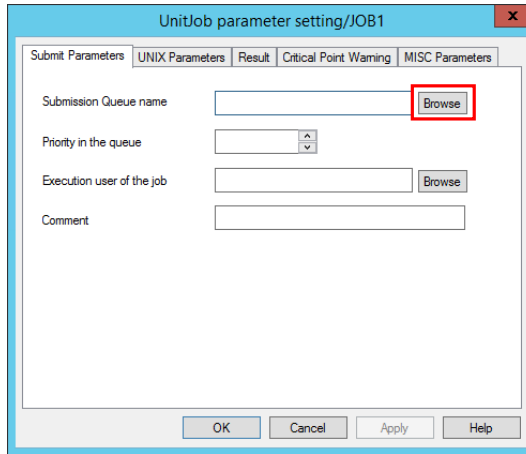 UnitJob parameter setting/JOB1
x
Submit Parameters UNIX Parameters Result Critical Point Warning MISC Parameters
Submission Queue name Browse
Priority in the queue
Execution user of the job Browse
Comment
OK Cancel Apply Help